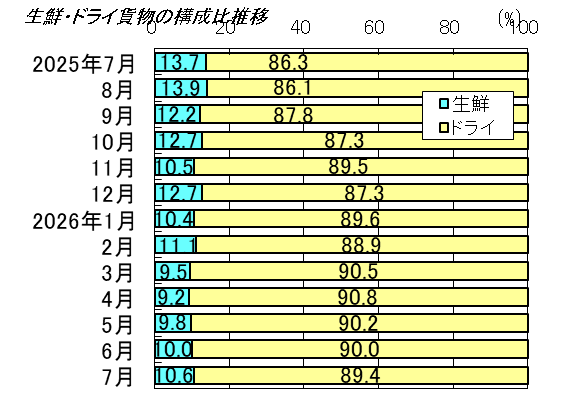 生鮮・ドライ貨物の構成比推移
(%)
0 20 40 60 80 100
2025年7月 13.7 86.3
8月 13.9 86.1
9月 12.2 87.8
10月 12.7 87.3
11月 10.5 89.5
12月 12.7 87.3
2026年1月 10.4 89.6
2月 11.1 88.9
3月 9.5 90.5
4月 9.2 90.8
5月 9.8 90.2
6月 10.0 90.0
7月 10.6 89.4
生鮮
ドライ